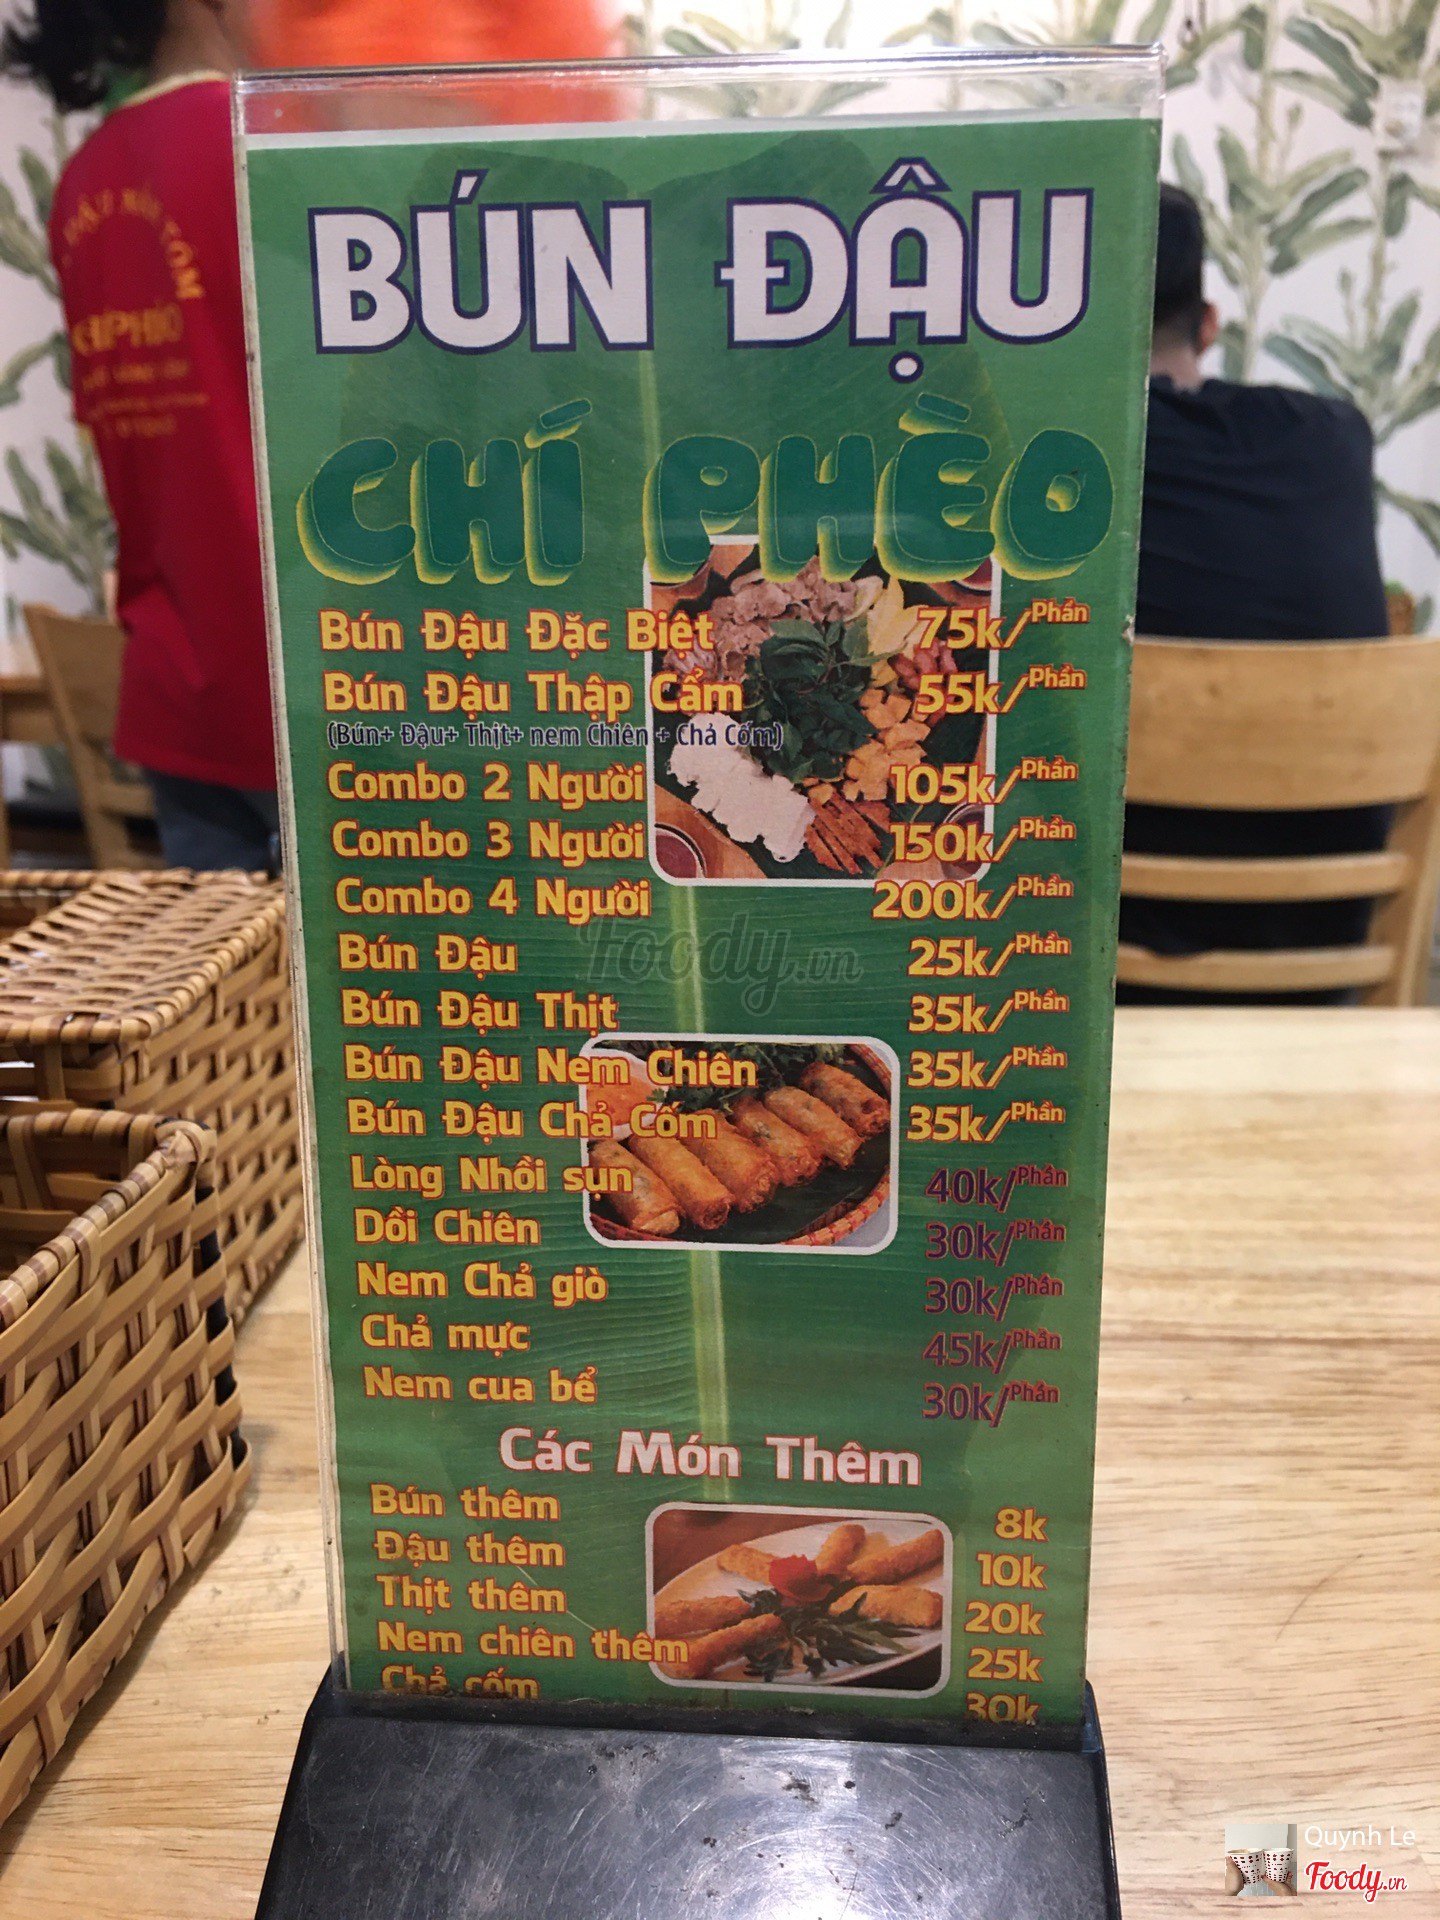 BÚN ĐẬU
CHÍ PHÈO
Bún Đậu Đặc Biệt 75k/Phần
Bún Đậu Thập Cẩm 55k/Phần
(Bún+ Đậu+ Thịt+ nem Chiên + Chả Cốm)
Combo 2 Người 105k/Phần
Combo 3 Người 150k/Phần
Combo 4 Người 200k/Phần
Bún Đậu 25k/Phần
Bún Đậu Thịt 35k/Phần
Bún Đậu Nem Chiên 35k/Phần
Bún Đậu Chả Cốm 35k/Phần
Lòng Nhồi sụn 40k/Phần
Dồi Chiên 30k/Phần
Nem Chả giò 30k/Phần
Chả mực 45k/Phần
Nem cua bể 30k/Phần
Các Món Thêm
Bún thêm 8k
Đậu thêm 10k
Thịt thêm 20k
Nem chiên thêm 25k
Chả cốm 30k
Foody.vn
Quynh Le
Foody.vn